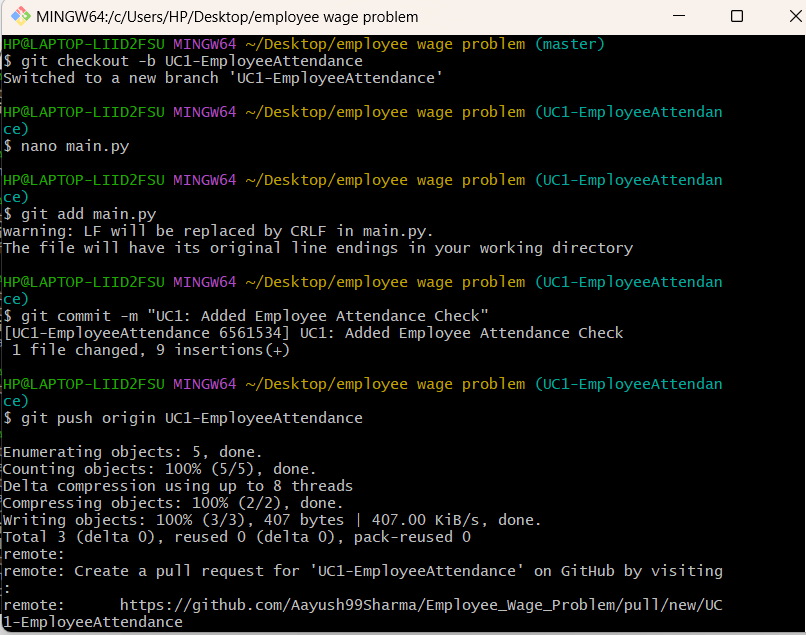 MINGW64:/c/Users/HP/Desktop/employee wage problem
HP@LAPTOP-LIID2FSU MINGW64 ~/Desktop/employee wage problem (master)
$ git checkout -b UC1-EmployeeAttendance
Switched to a new branch 'UC1-EmployeeAttendance'
HP@LAPTOP-LIID2FSU MINGW64 ~/Desktop/employee wage problem (UC1-EmployeeAttendan
ce)
$ nano main.py
HP@LAPTOP-LIID2FSU MINGW64 ~/Desktop/employee wage problem (UC1-EmployeeAttendan
ce)
$ git add main.py
warning: LF will be replaced by CRLF in main.py.
The file will have its original line endings in your working directory
HP@LAPTOP-LIID2FSU MINGW64 ~/Desktop/employee wage problem (UC1-EmployeeAttendan
ce)
$ git commit -m "UC1: Added Employee Attendance Check"
[UC1-EmployeeAttendance 6561534] UC1: Added Employee Attendance Check
1 file changed, 9 insertions(+)
HP@LAPTOP-LIID2FSU MINGW64 ~/Desktop/employee wage problem (UC1-EmployeeAttendan
ce)
$ git push origin UC1-EmployeeAttendance
Enumerating objects: 5, done.
Counting objects: 100% (5/5), done.
Delta compression using up to 8 threads
Compressing objects: 100% (2/2), done.
Writing objects: 100% (3/3), 407 bytes | 407.00 KiB/s, done.
Total 3 (delta 0), reused 0 (delta 0), pack-reused 0
remote:
remote: Create a pull request for 'UC1-EmployeeAttendance' on GitHub by visiting
:
remote:      https://github.com/Aayush99Sharma/Employee_Wage_Problem/pull/new/UC
1-EmployeeAttendance